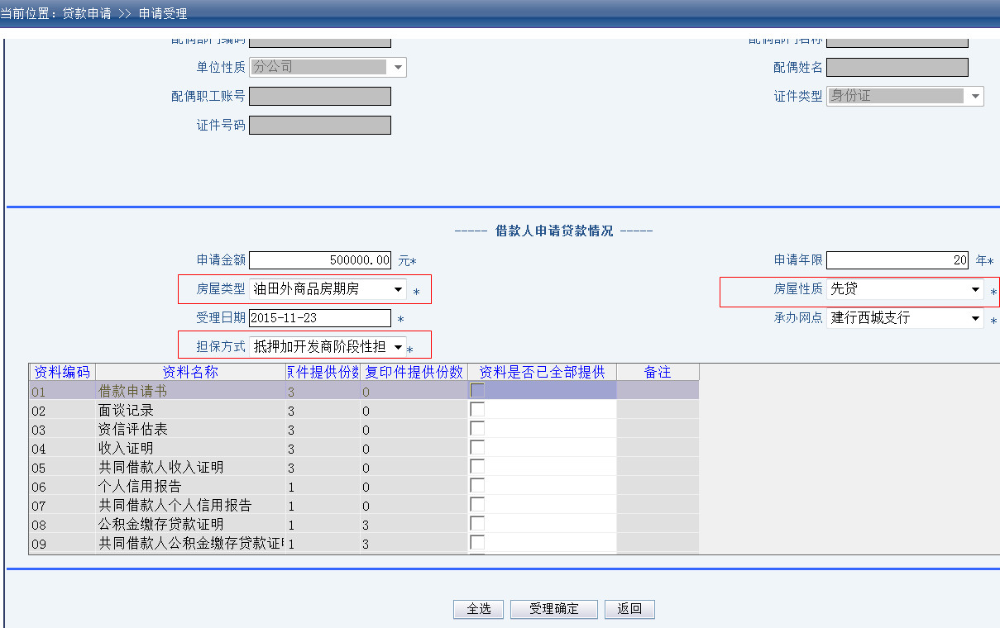 当前位置：贷款申请 >> 申请受理
配偶部门编码 配偶部门名称
单位性质 分公司 配偶姓名
配偶职工账号 证件类型 身份证
证件号码
----- 借款人申请贷款情况 -----
申请金额 500000.00 元* 申请年限 20 年*
房屋类型 油田外商品房期房 * 房屋性质 先贷 *
受理日期 2015-11-23 * 承办网点 建行西城支行 *
担保方式 抵押加开发商阶段性担 *
资料编码 资料名称 件提供份数 复印件提供份数 资料是否已全部提供 备注
01 借款申请书 3 0
02 面谈记录 3 0
03 资信评估表 3 0
04 收入证明 3 0
05 共同借款人收入证明 3 0
06 个人信用报告 1 0
07 共同借款人个人信用报告 1 0
08 公积金缴存贷款证明 1 3
09 共同借款人公积金缴存贷款证 1 3
全选 受理确定 返回